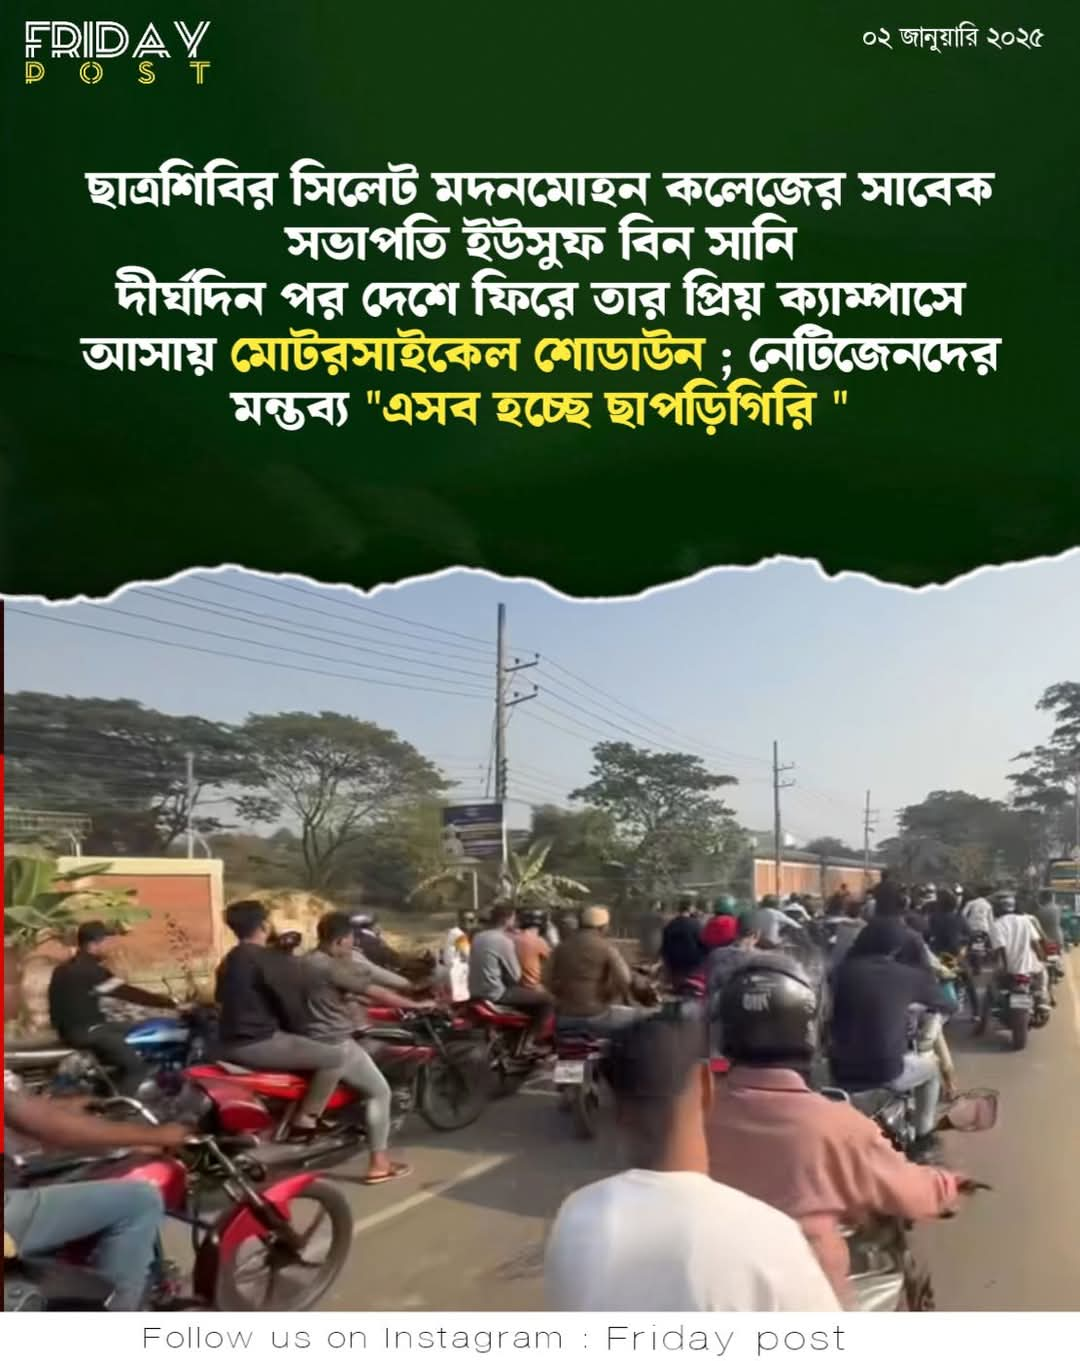 FRIDAY
POST
০২ জানুয়ারি ২০২৫
ছাত্রশিবির সিলেট মদনমোহন কলেজের সাবেক
সভাপতি ইউসুফ বিন সানি
দীর্ঘদিন পর দেশে ফিরে তার প্রিয় ক্যাম্পাসে
আসায় মোটরসাইকেল শোডাউন ; নেটিজেনদের
মন্তব্য "এসব হচ্ছে ছাপড়িগিরি "
Follow us on Instagram : Friday post